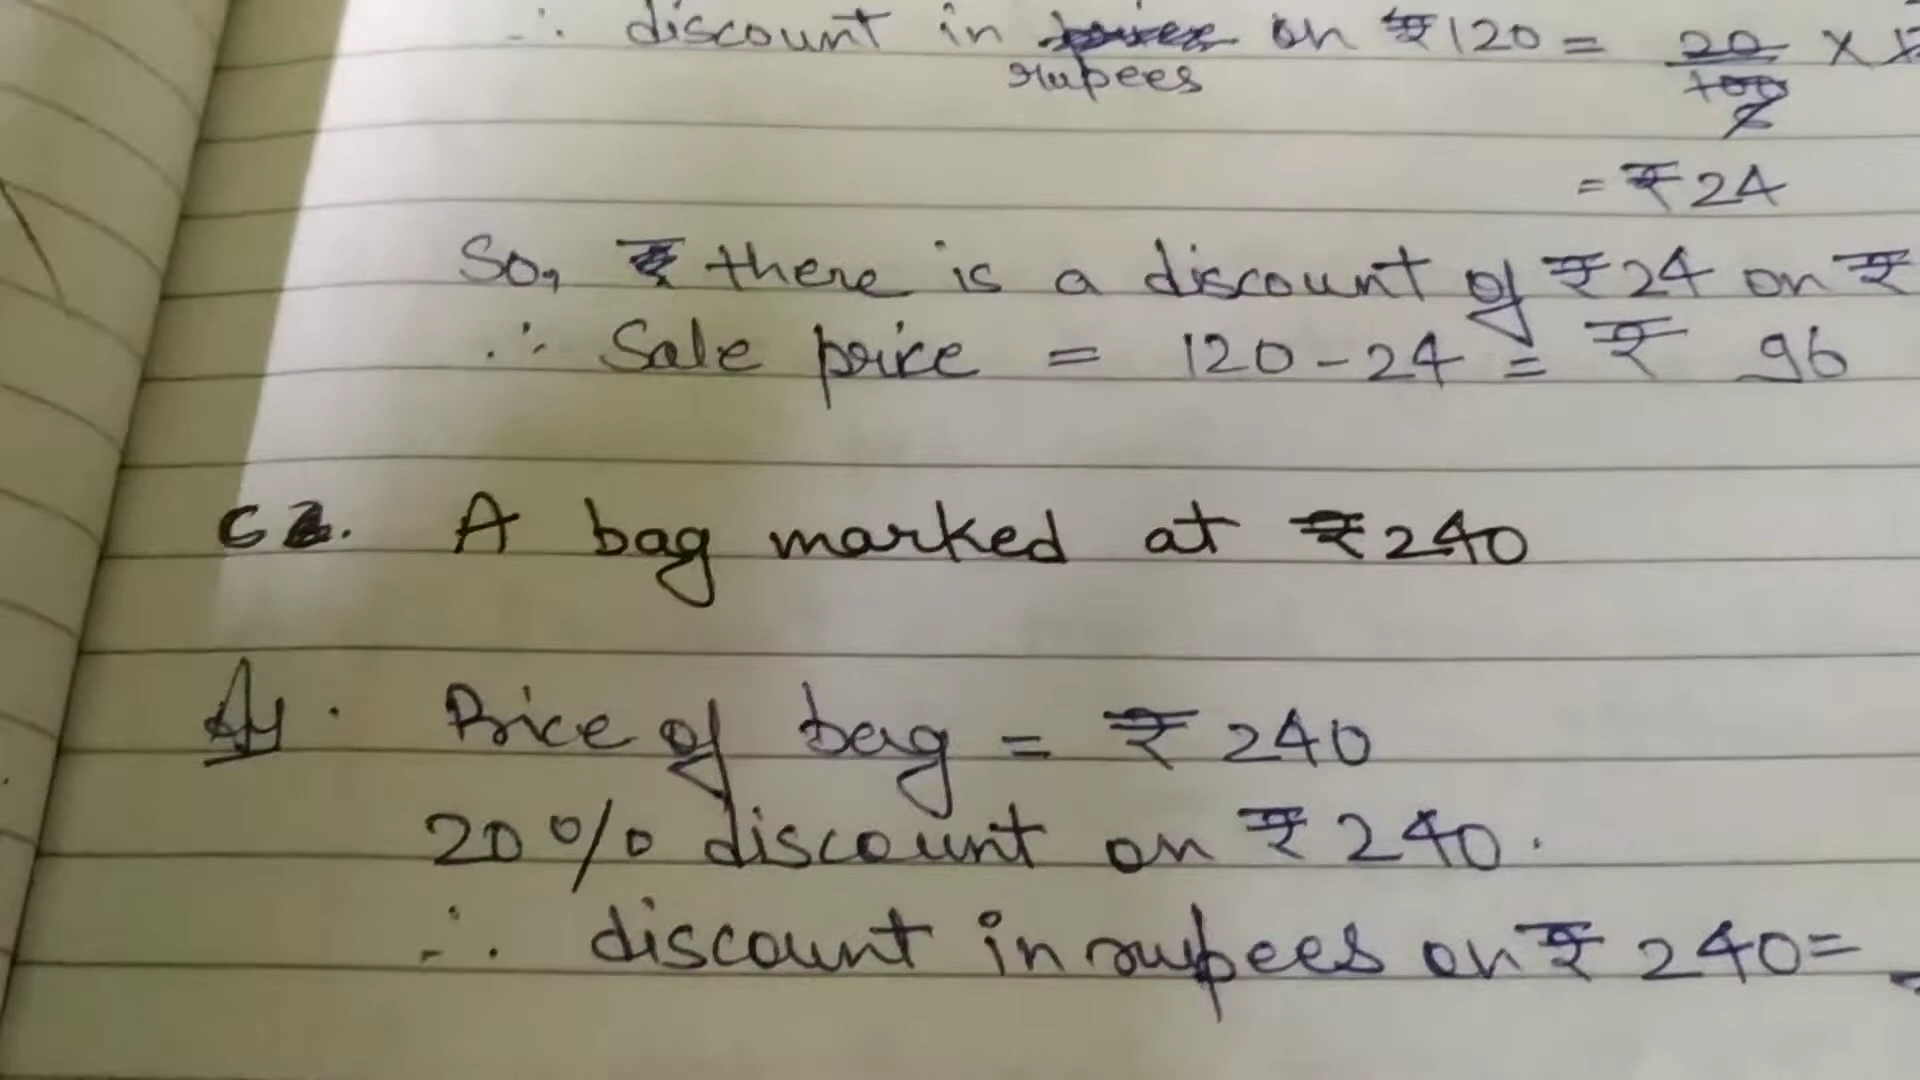 ∴ discount in on ₹120 = 20 ×
rupees 100
= ₹24
So, there is a discount of ₹24 on ₹
∴ Sale price = 120 - 24 = ₹ 96
c . A bag marked at ₹240
Price of bag = ₹ 240
20% discount on ₹ 240.
∴ discount in rupees on ₹ 240 =